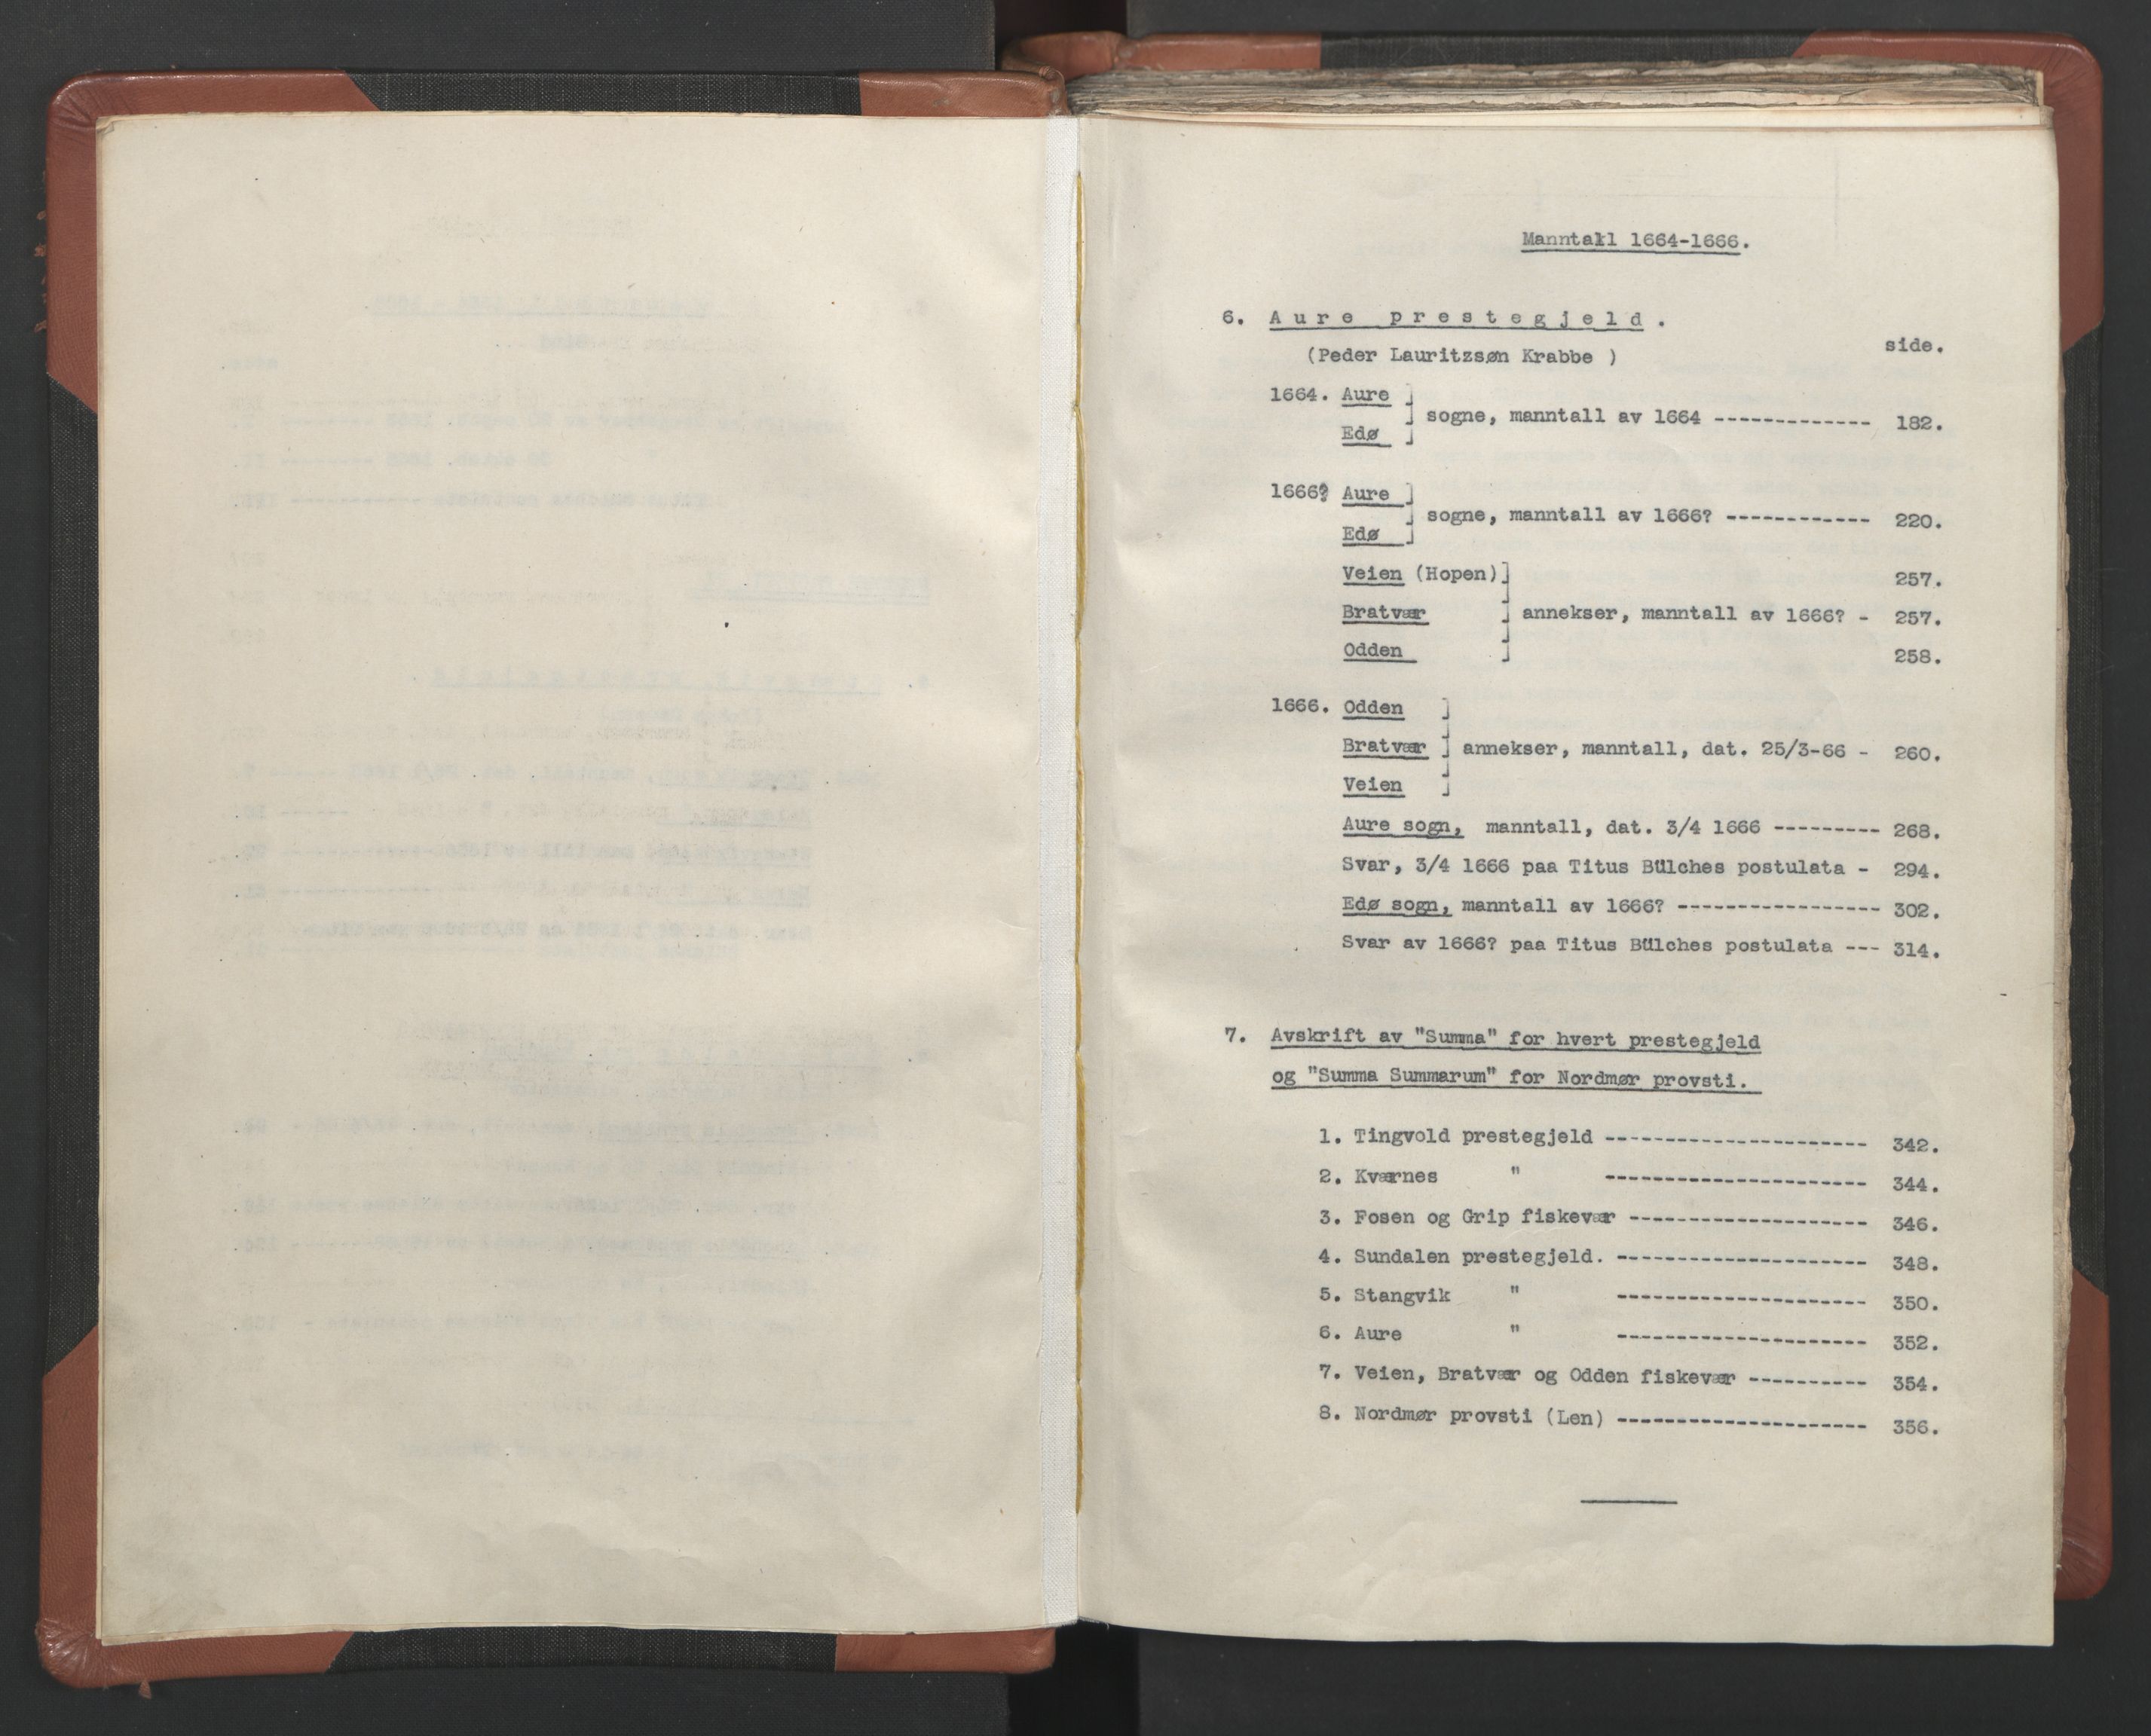 Manntall 1664-1666.
6. Aure prestegjeld.
side.
(Peder Lauritzsøn Krabbe )
1664. Aure
sogne, manntall av 1664 ------------- 182.
Edø
1666? Aure
sogne, manntall av 1666? ------------ 220.
Edø
Veien (Hopen) 257.
Bratvær annekser, manntall av 1666? - 257.
Odden 258.
1666. Odden
Bratvær annekser, manntall, dat. 25/3-66 - 260.
Veien
Aure sogn, manntall, dat. 3/4 1666 --------- 268.
Svar, 3/4 1666 paa Titus Bülches postulata - 294.
Edø sogn, manntall av 1666? ----------------- 302.
Svar av 1666? paa Titus Bülches postulata --- 314.
7. Avskrift av "Summa" for hvert prestegjeld
og "Summa Summarum" for Nordmør provsti.
1. Tingvold prestegjeld ---------------------- 342.
2. Kværnes " ---------------------- 344.
3. Fosen og Grip fiskevær -------------------- 346.
4. Sundalen prestegjeld. --------------------- 348.
5. Stangvik " --------------------- 350.
6. Aure " --------------------- 352.
7. Veien, Bratvær og Odden fiskevær ---------- 354.
8. Nordmør provsti (Len) --------------------- 356.